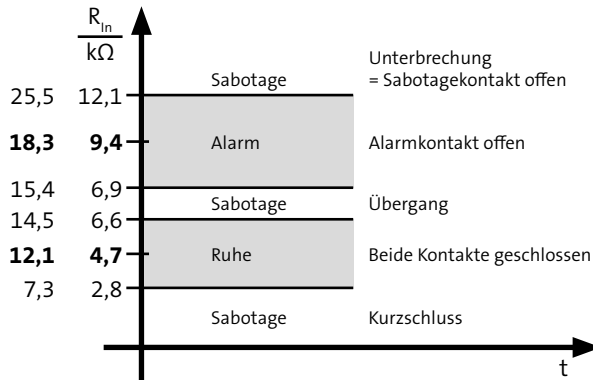 R_In
kΩ
Sabotage
Unterbrechung
= Sabotagekontakt offen
25,5 12,1
18,3 9,4 Alarm Alarmkontakt offen
15,4 6,9
Sabotage Übergang
14,5 6,6
12,1 4,7 Ruhe Beide Kontakte geschlossen
7,3 2,8
Sabotage Kurzschluss
t